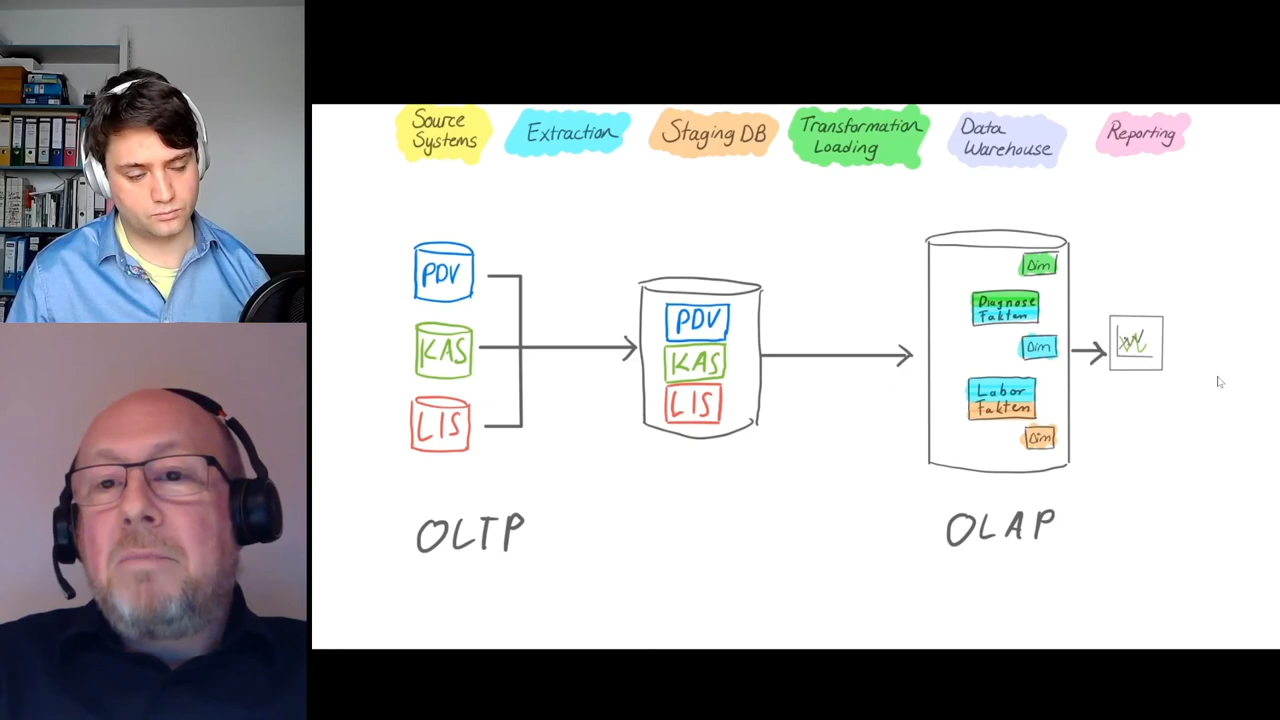 Source
Systems
Extraction
Staging DB
Transformation
Loading
Data
Warehouse
Reporting
PDV
KAS
LIS
PDV
KAS
LIS
Dim
Diagnose
Fakten
Dim
Labor
Fakten
Dim
OLTP
OLAP